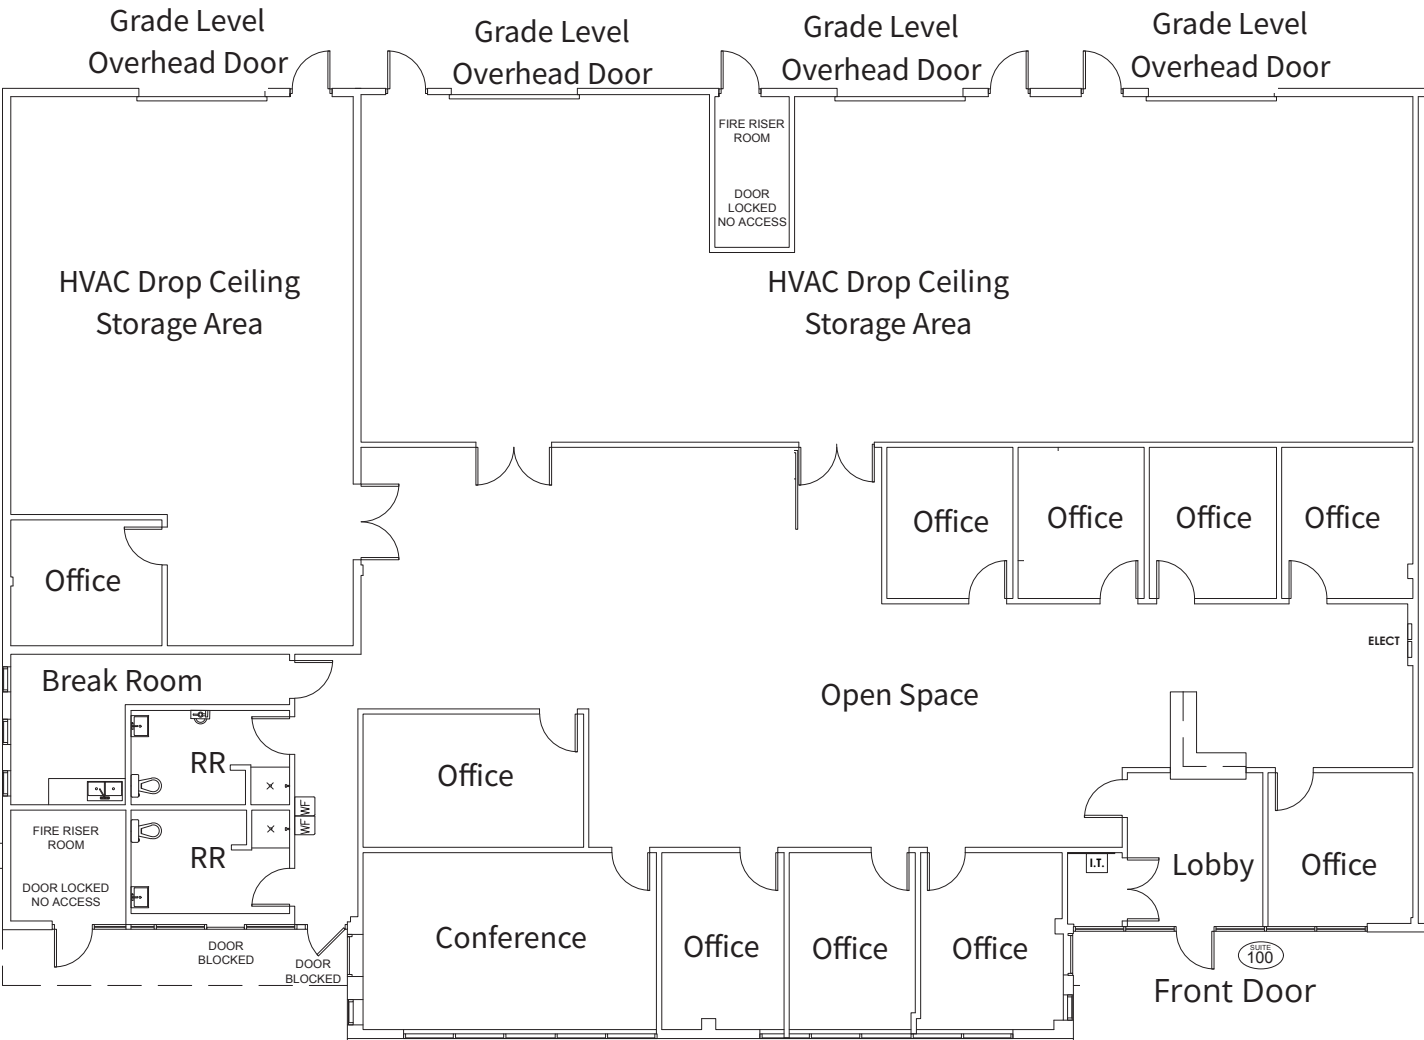 Grade Level
Overhead Door
Grade Level
Overhead Door
Grade Level
Overhead Door
Grade Level
Overhead Door
FIRE RISER
ROOM
DOOR
LOCKED
NO ACCESS
HVAC Drop Ceiling
Storage Area
HVAC Drop Ceiling
Storage Area
Office
Office
Office
Office
Office
ELECT
Break Room
Open Space
RR
Office
WF
WF
FIRE RISER
ROOM
DOOR LOCKED
NO ACCESS
RR
I.T.
Lobby
Office
Conference
Office
Office
Office
DOOR
BLOCKED
DOOR
BLOCKED
SUITE
100
Front Door